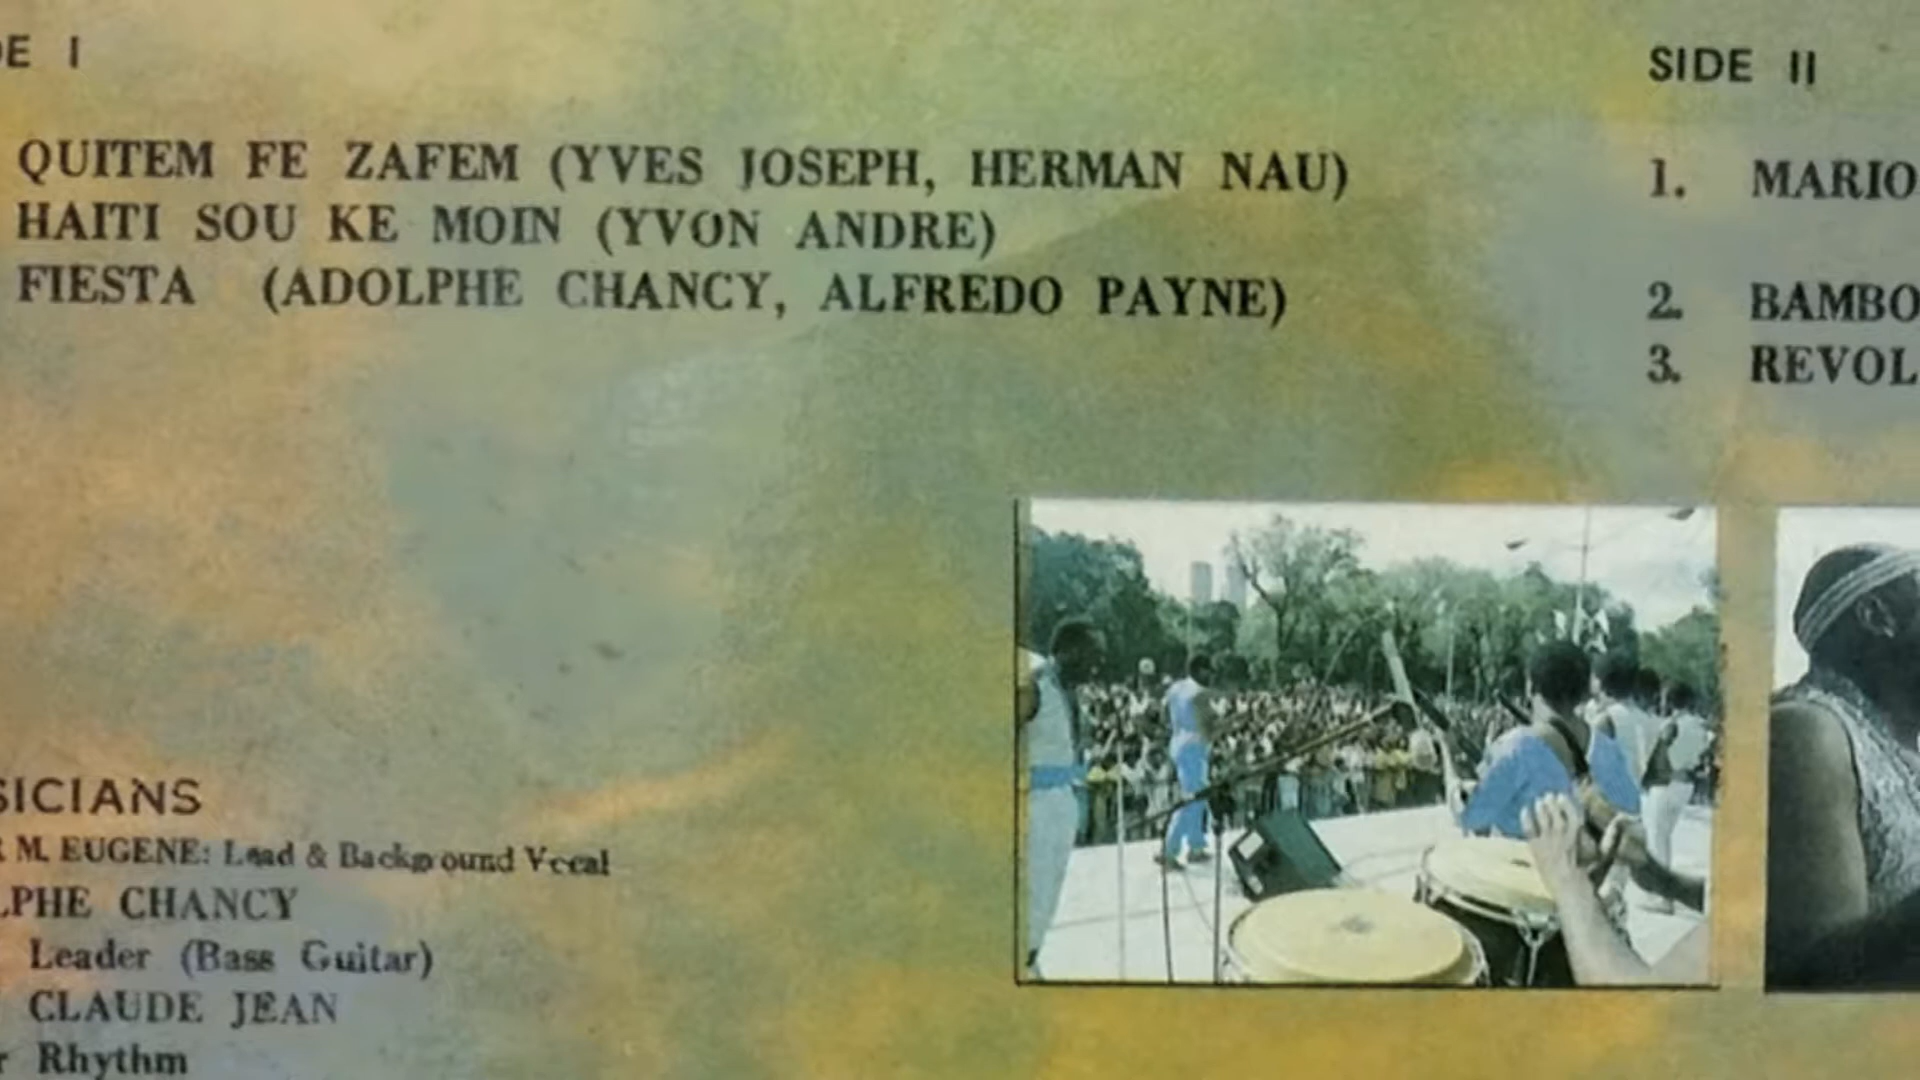 DE I
QUITEM FE ZAFEM (YVES JOSEPH, HERMAN NAU)
HAITI SOU KE MOIN (YVON ANDRE)
FIESTA (ADOLPHE CHANCY, ALFREDO PAYNE)
SIDE II
1. MARIO
2. BAMBO
3. REVOL
SICIANS
R M. EUGENE: Lead & Background Vocal
LPHE CHANCY
Leader (Bass Guitar)
CLAUDE JEAN
r Rhythm